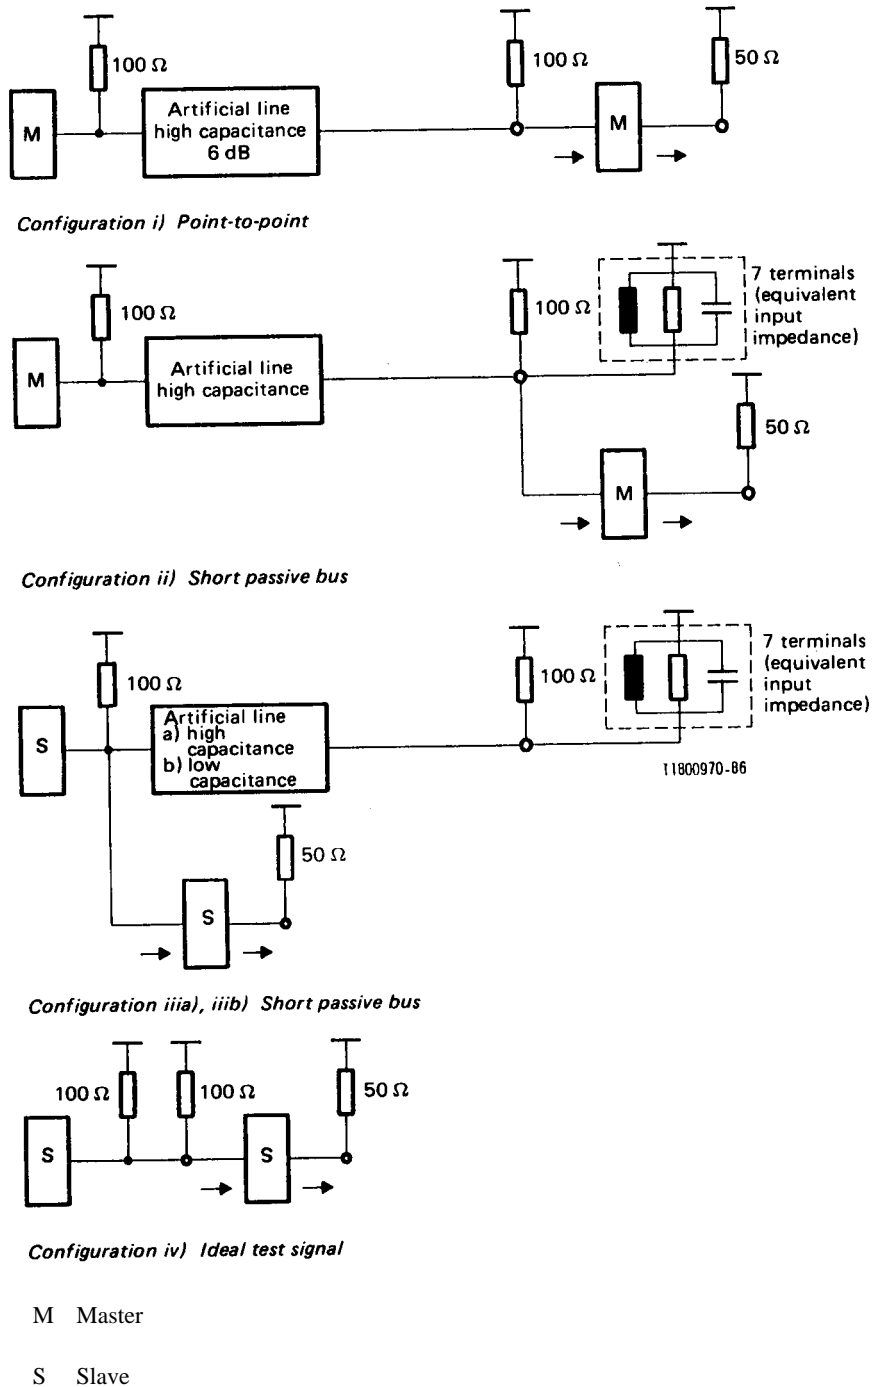 100 Ω
100 Ω
50 Ω
M
Artificial line
high capacitance
6 dB
M
Configuration i) Point-to-point
100 Ω
100 Ω
7 terminals
(equivalent
input
impedance)
M
Artificial line
high capacitance
50 Ω
M
Configuration ii) Short passive bus
100 Ω
100 Ω
7 terminals
(equivalent
input
impedance)
S
Artificial line
a) high
capacitance
b) low
capacitance
T1800970-86
50 Ω
S
Configuration iiia), iiib) Short passive bus
100 Ω
100 Ω
50 Ω
S
S
Configuration iv) Ideal test signal
M Master
S Slave